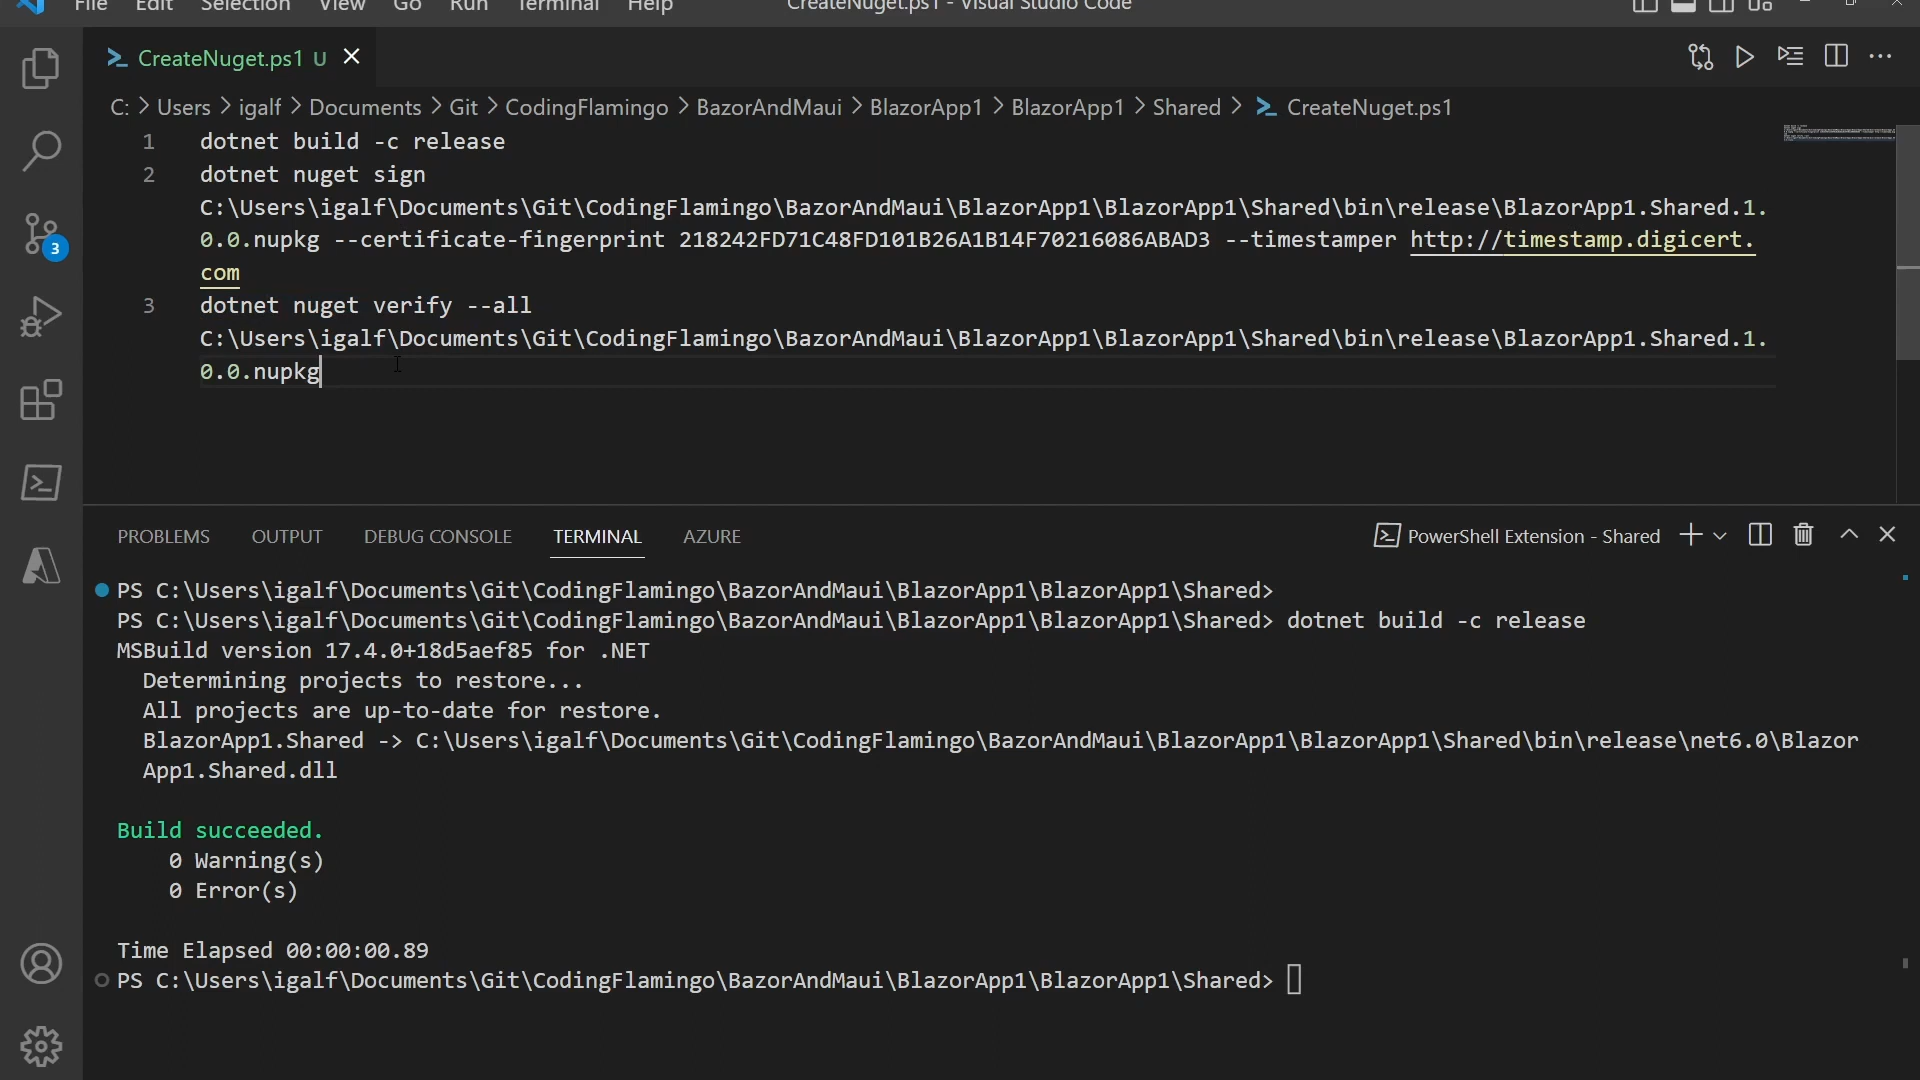 File Edit Selection View Go Run Terminal Help CreateNuget.ps1 - Visual Studio Code
CreateNuget.ps1 U
C: > Users > igalf > Documents > Git > CodingFlamingo > BazorAndMaui > BlazorApp1 > BlazorApp1 > Shared > CreateNuget.ps1
1 dotnet build -c release
2 dotnet nuget sign
C:\Users\igalf\Documents\Git\CodingFlamingo\BazorAndMaui\BlazorApp1\BlazorApp1\Shared\bin\release\BlazorApp1.Shared.1.
0.0.nupkg --certificate-fingerprint 218242FD71C48FD101B26A1B14F70216086ABAD3 --timestamper http://timestamp.digicert.
com
3 dotnet nuget verify --all
C:\Users\igalf\Documents\Git\CodingFlamingo\BazorAndMaui\BlazorApp1\BlazorApp1\Shared\bin\release\BlazorApp1.Shared.1.
0.0.nupkg
3
PROBLEMS OUTPUT DEBUG CONSOLE TERMINAL AZURE PowerShell Extension - Shared
PS C:\Users\igalf\Documents\Git\CodingFlamingo\BazorAndMaui\BlazorApp1\BlazorApp1\Shared>
PS C:\Users\igalf\Documents\Git\CodingFlamingo\BazorAndMaui\BlazorApp1\BlazorApp1\Shared> dotnet build -c release
MSBuild version 17.4.0+18d5aef85 for .NET
Determining projects to restore...
All projects are up-to-date for restore.
BlazorApp1.Shared -> C:\Users\igalf\Documents\Git\CodingFlamingo\BazorAndMaui\BlazorApp1\BlazorApp1\Shared\bin\release\net6.0\Blazor
App1.Shared.dll
Build succeeded.
0 Warning(s)
0 Error(s)
Time Elapsed 00:00:00.89
PS C:\Users\igalf\Documents\Git\CodingFlamingo\BazorAndMaui\BlazorApp1\BlazorApp1\Shared>